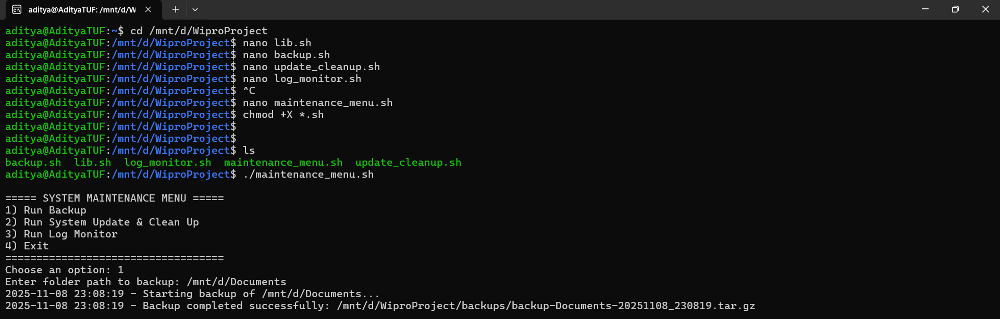 aditya@AdityaTUF: /mnt/d/W
aditya@AdityaTUF:~$ cd /mnt/d/WiproProject
aditya@AdityaTUF:/mnt/d/WiproProject$ nano lib.sh
aditya@AdityaTUF:/mnt/d/WiproProject$ nano backup.sh
aditya@AdityaTUF:/mnt/d/WiproProject$ nano update_cleanup.sh
aditya@AdityaTUF:/mnt/d/WiproProject$ nano log_monitor.sh
aditya@AdityaTUF:/mnt/d/WiproProject$ ^C
aditya@AdityaTUF:/mnt/d/WiproProject$ nano maintenance_menu.sh
aditya@AdityaTUF:/mnt/d/WiproProject$ chmod +X *.sh
aditya@AdityaTUF:/mnt/d/WiproProject$
aditya@AdityaTUF:/mnt/d/WiproProject$
aditya@AdityaTUF:/mnt/d/WiproProject$ ls
backup.sh  lib.sh  log_monitor.sh  maintenance_menu.sh  update_cleanup.sh
aditya@AdityaTUF:/mnt/d/WiproProject$ ./maintenance_menu.sh
===== SYSTEM MAINTENANCE MENU =====
1) Run Backup
2) Run System Update & Clean Up
3) Run Log Monitor
4) Exit
===================================
Choose an option: 1
Enter folder path to backup: /mnt/d/Documents
2025-11-08 23:08:19 - Starting backup of /mnt/d/Documents...
2025-11-08 23:08:19 - Backup completed successfully: /mnt/d/WiproProject/backups/backup-Documents-20251108_230819.tar.gz